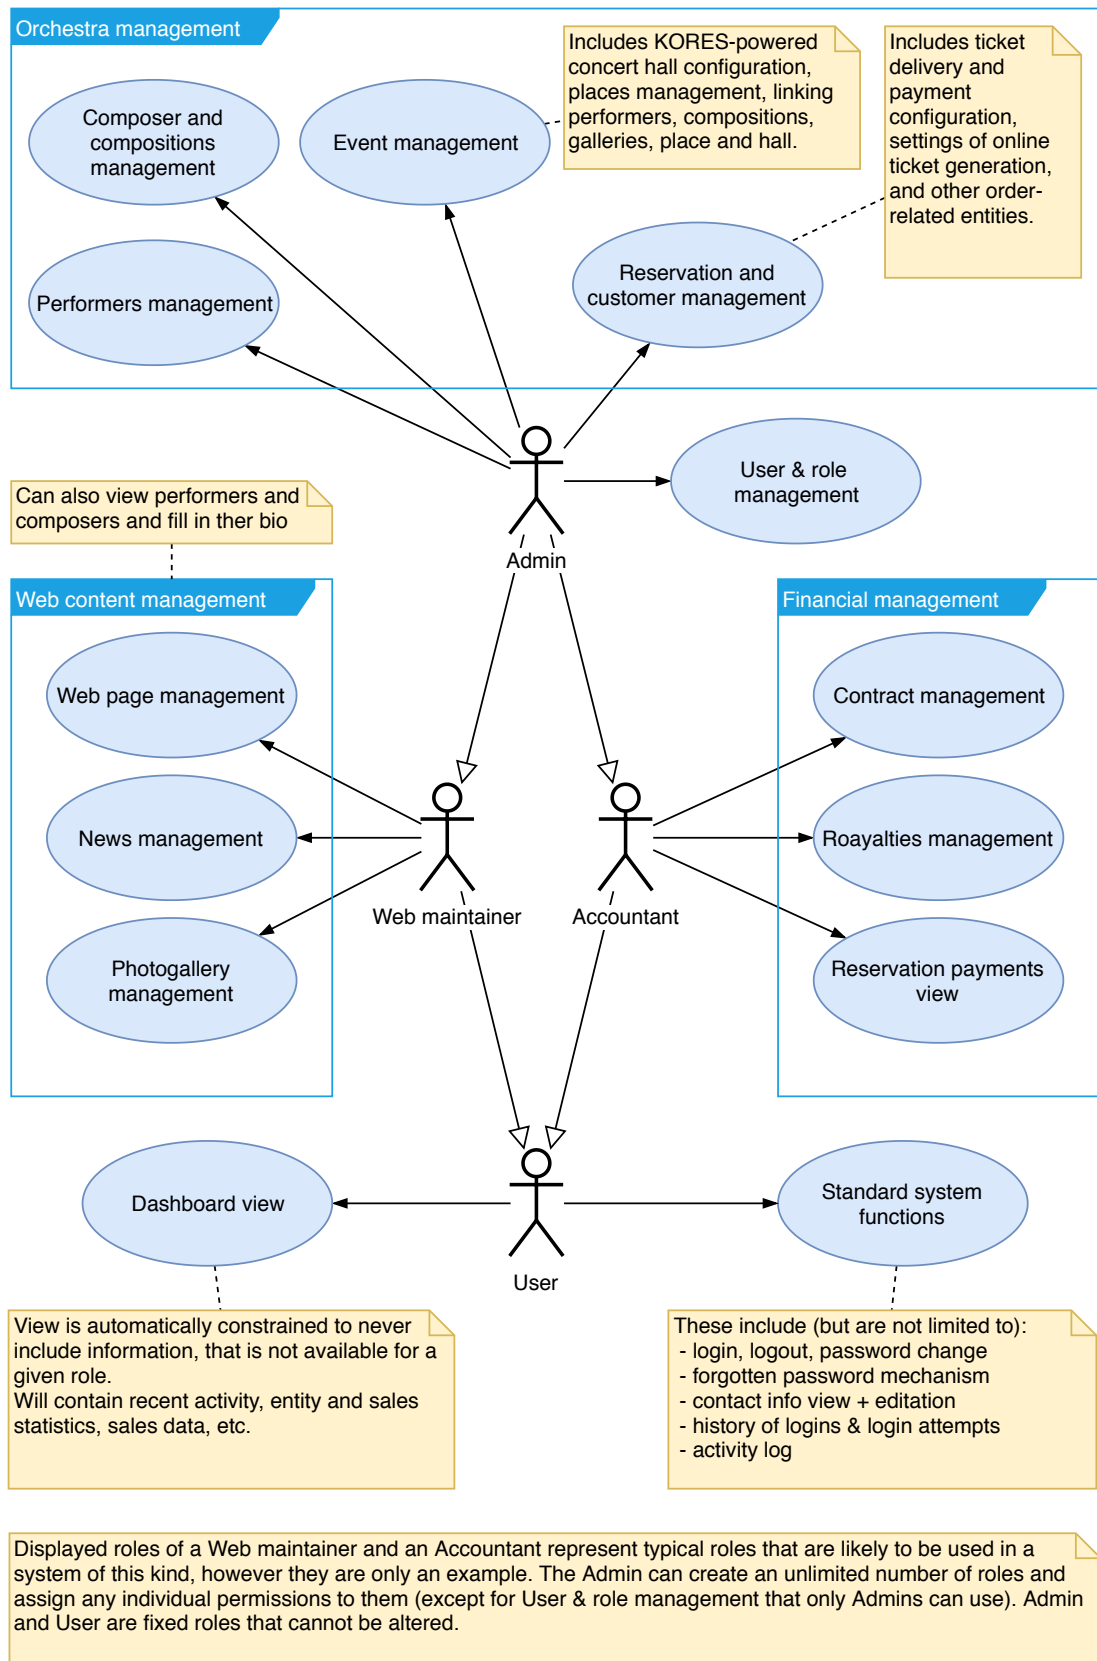 Orchestra management
Includes KORES-powered
concert hall configuration,
places management, linking
performers, compositions,
galleries, place and hall.
Includes ticket
delivery and
payment
configuration,
settings of online
ticket generation,
and other order-
related entities.
Composer and
compositions
management
Event management
Performers management
Reservation and
customer management
User & role
management
Admin
Can also view performers and
composers and fill in ther bio
Web content management
Web page management
News management
Photogallery
management
Financial management
Contract management
Roayalties management
Reservation payments
view
Web maintainer
Accountant
Dashboard view
Standard system
functions
User
View is automatically constrained to never
include information, that is not available for a
given role.
Will contain recent activity, entity and sales
statistics, sales data, etc.
These include (but are not limited to):
- login, logout, password change
- forgotten password mechanism
- contact info view + editation
- history of logins & login attempts
- activity log
Displayed roles of a Web maintainer and an Accountant represent typical roles that are likely to be used in a
system of this kind, however they are only an example. The Admin can create an unlimited number of roles and
assign any individual permissions to them (except for User & role management that only Admins can use). Admin
and User are fixed roles that cannot be altered.